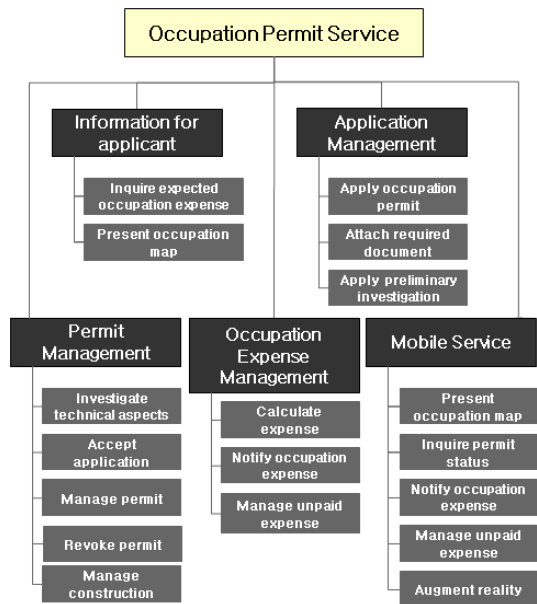 Occupation Permit Service
Information for
applicant
Inquire expected
occupation expense
Present occupation
map
Application
Management
Apply occupation
permit
Attach required
document
Apply preliminary
investigation
Permit
Management
Investigate
technical aspects
Accept
application
Manage permit
Revoke permit
Manage
construction
Occupation
Expense
Management
Calculate
expense
Notify occupation
expense
Manage unpaid
expense
Mobile Service
Present
occupation map
Inquire permit
status
Notify occupation
expense
Manage unpaid
expense
Augment reality